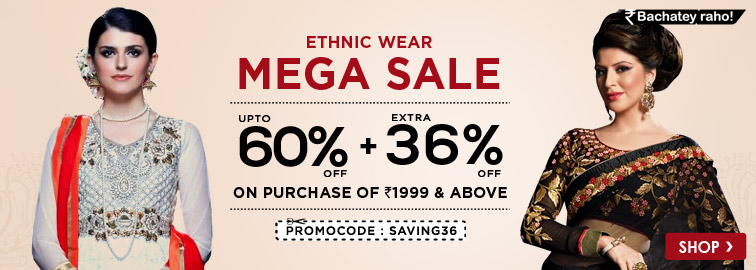 ₹ Bachatey raho!
ETHNIC WEAR
MEGA SALE
UPTO 60% OFF + EXTRA 36% OFF
ON PURCHASE OF ₹1999 & ABOVE
PROMOCODE : SAVING36
SHOP ›